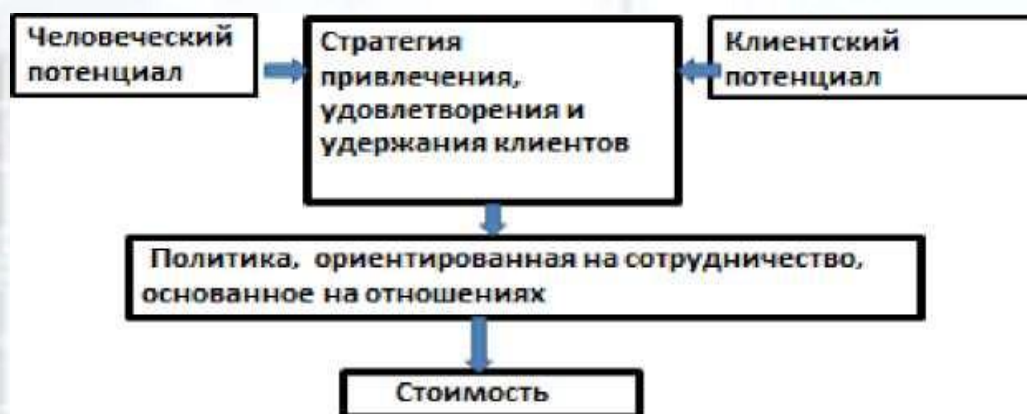 Человеческий
потенциал
Стратегия
привлечения,
удовлетворения и
удержания клиентов
Клиентский
потенциал
Политика, ориентированная на сотрудничество,
основанное на отношениях
Стоимость